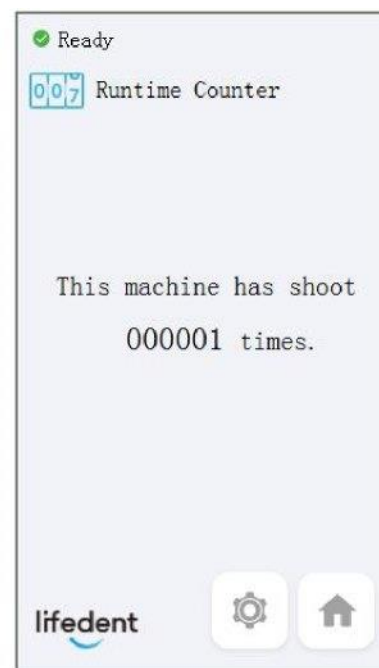 Ready
007 Runtime Counter
This machine has shoot
000001 times.
lifedent